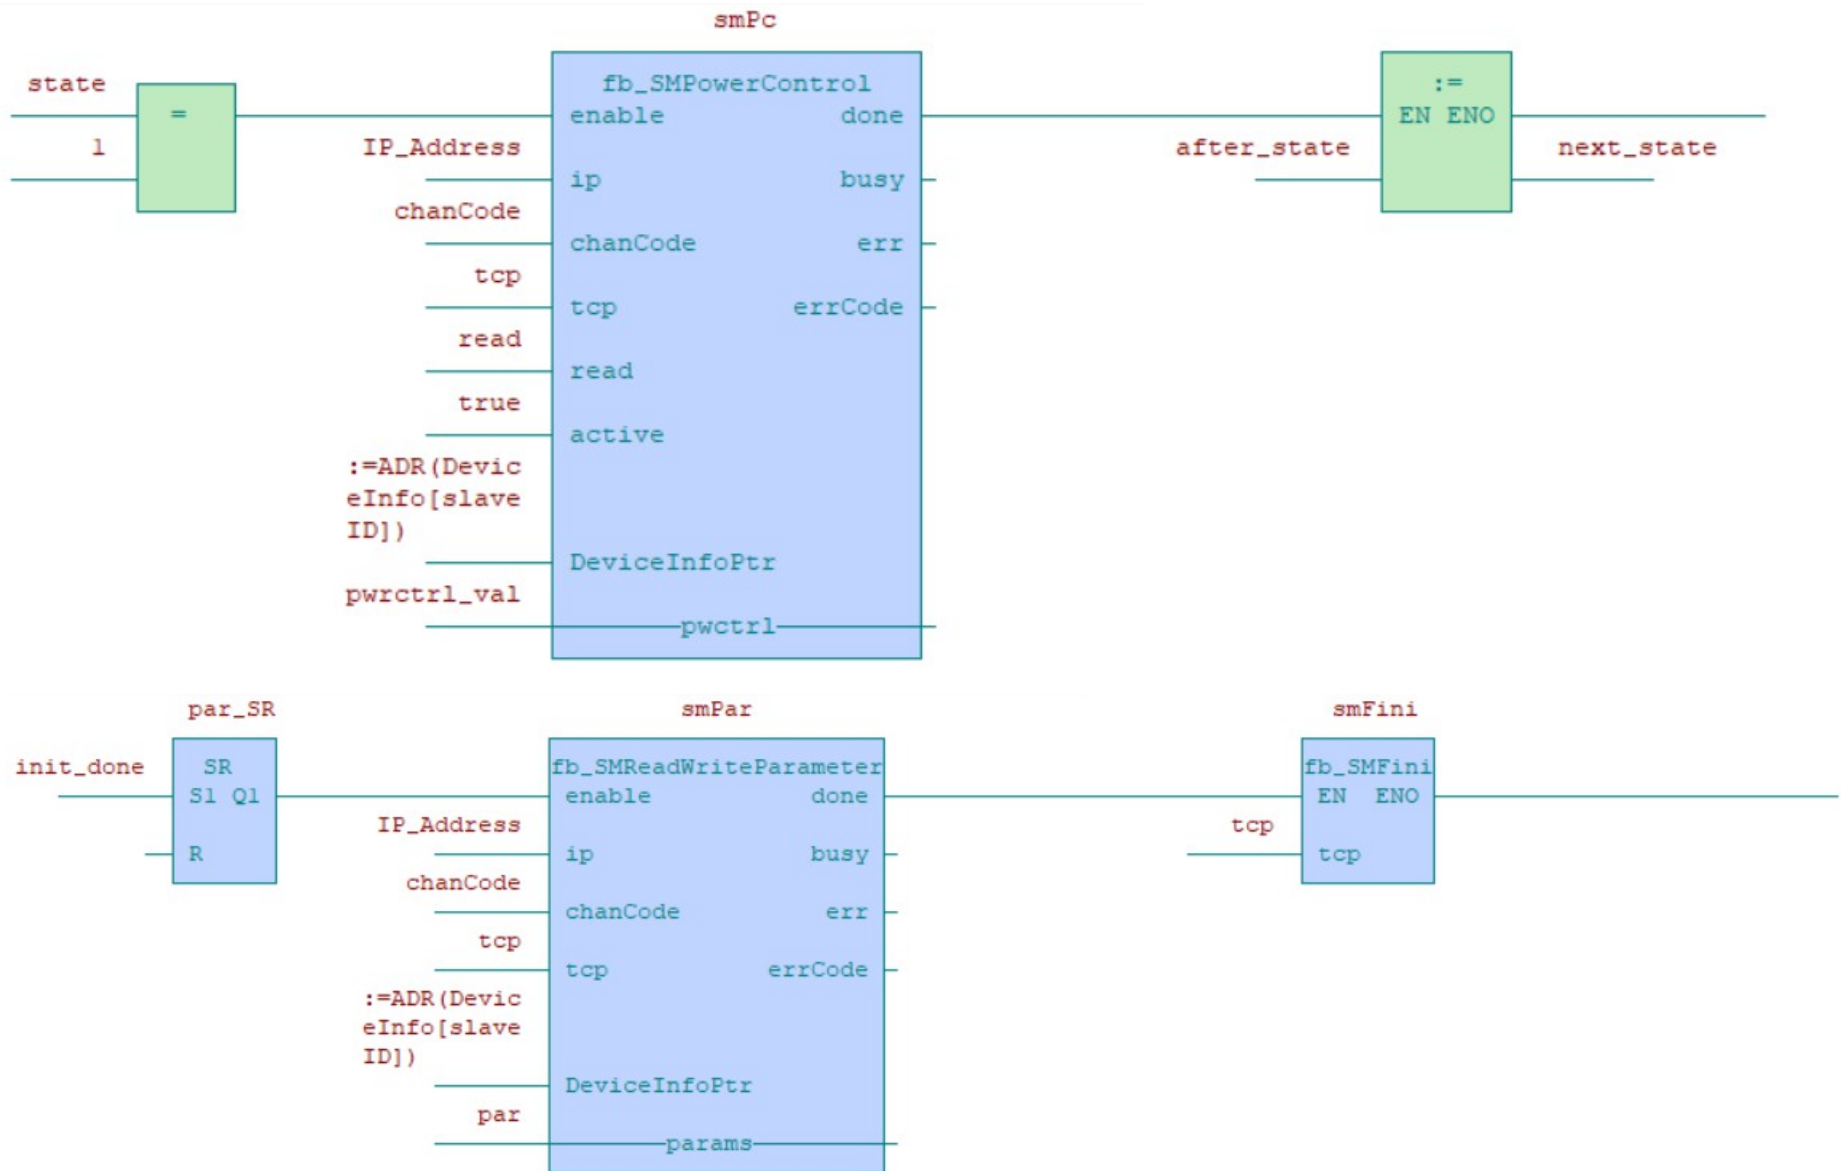 smPc
state
fb_SMPowerControl
:=
=
enable done
EN ENO
1
IP_Address
after_state
next_state
ip busy
chanCode
chanCode err
tcp
tcp errCode
read
read
true
active
:=ADR(Devic
eInfo[slave
ID])
DeviceInfoPtr
pwrctrl_val
pwctrl
par_SR
smPar
smFini
init_done
SR
fb_SMReadWriteParameter
fb_SMFini
S1 Q1
enable done
EN ENO
IP_Address
tcp
R
ip busy
tcp
chanCode
chanCode err
tcp
tcp errCode
:=ADR(Devic
eInfo[slave
ID])
DeviceInfoPtr
par
params